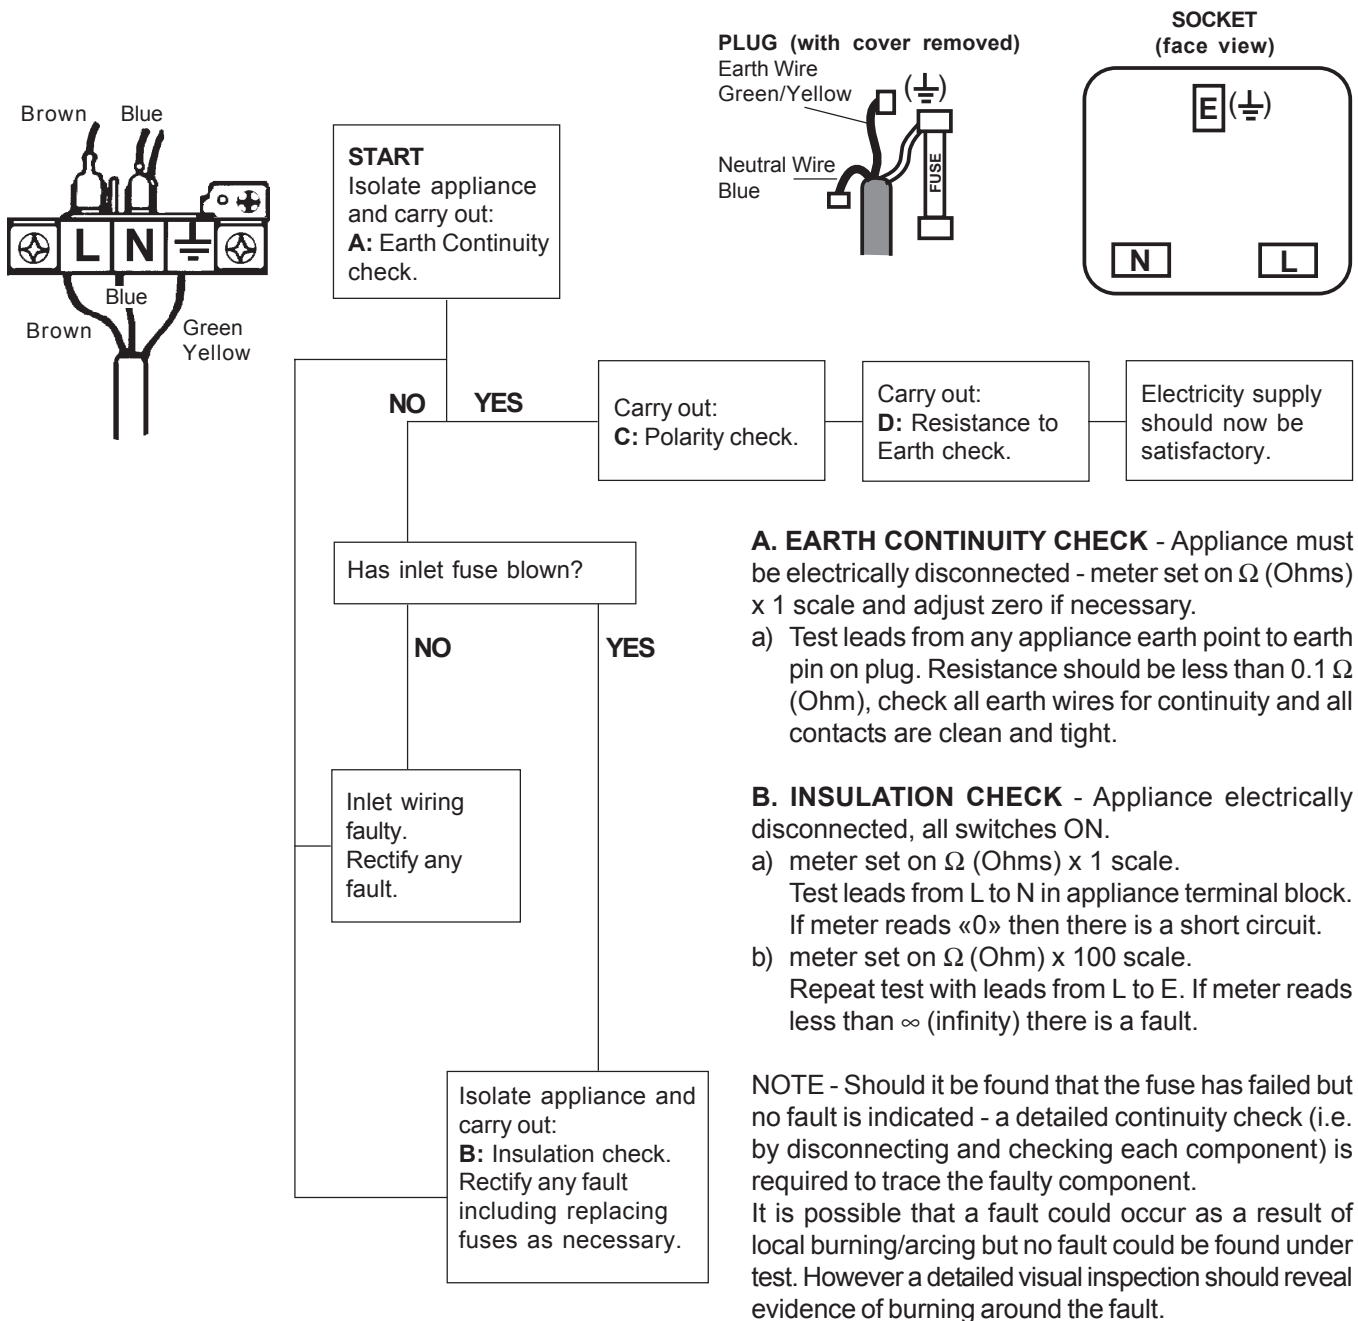 Brown Blue
L N
Blue
Brown
Green
Yellow
START
Isolate appliance
and carry out:
A: Earth Continuity
check.
PLUG (with cover removed)
Earth Wire
Green/Yellow
Neutral Wire
Blue
FUSE
SOCKET
(face view)
E
N L
NO YES
Carry out:
C: Polarity check.
Carry out:
D: Resistance to
Earth check.
Electricity supply
should now be
satisfactory.
Has inlet fuse blown?
NO
YES
Inlet wiring
faulty.
Rectify any
fault.
Isolate appliance and
carry out:
B: Insulation check.
Rectify any fault
including replacing
fuses as necessary.
A. EARTH CONTINUITY CHECK - Appliance must
be electrically disconnected - meter set on Ω (Ohms)
x 1 scale and adjust zero if necessary.
a) Test leads from any appliance earth point to earth
pin on plug. Resistance should be less than 0.1 Ω
(Ohm), check all earth wires for continuity and all
contacts are clean and tight.
B. INSULATION CHECK - Appliance electrically
disconnected, all switches ON.
a) meter set on Ω (Ohms) x 1 scale.
Test leads from L to N in appliance terminal block.
If meter reads «0» then there is a short circuit.
b) meter set on Ω (Ohm) x 100 scale.
Repeat test with leads from L to E. If meter reads
less than ∞ (infinity) there is a fault.
NOTE - Should it be found that the fuse has failed but
no fault is indicated - a detailed continuity check (i.e.
by disconnecting and checking each component) is
required to trace the faulty component.
It is possible that a fault could occur as a result of
local burning/arcing but no fault could be found under
test. However a detailed visual inspection should reveal
evidence of burning around the fault.